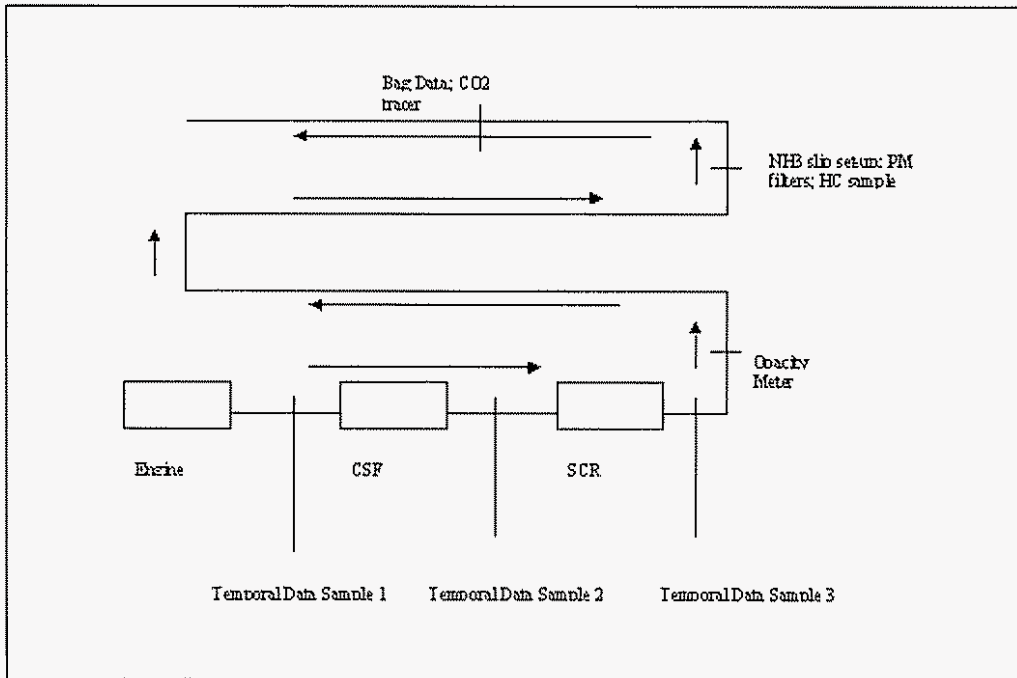 Bag Data; CO2
tracer
NH3 slip setup; PM
filters; HC sample
Opacity
Meter
Engine
CSF
SCR
Temporal Data Sample 1
Temporal Data Sample 2
Temporal Data Sample 3